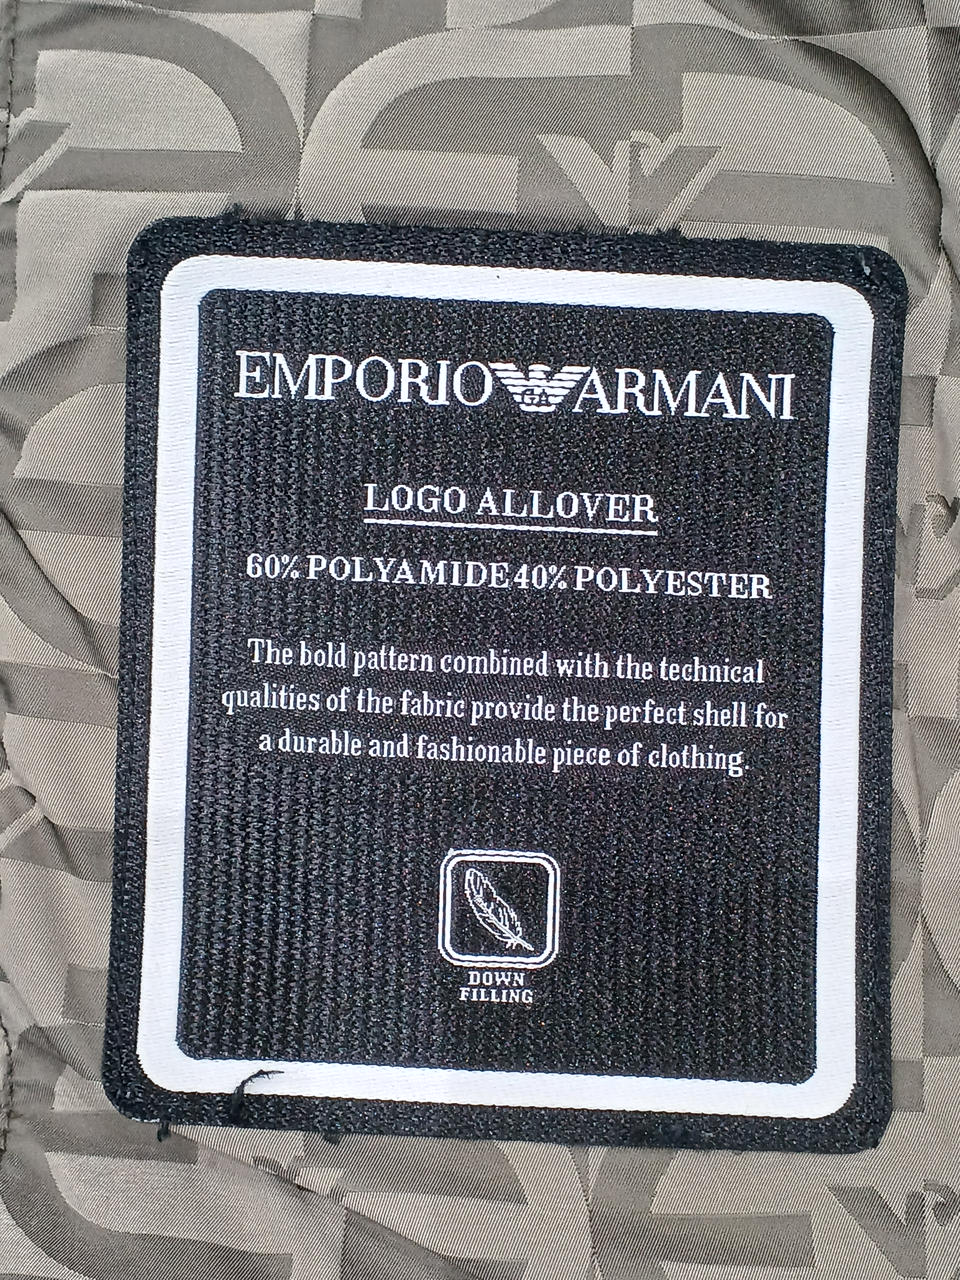 EMPORIO GA ARMANI
LOGO ALLOVER
60% POLYAMIDE 40% POLYESTER
The bold pattern combined with the technical
qualities of the fabric provide the perfect shell for
a durable and fashionable piece of clothing.
DOWN
FILLING